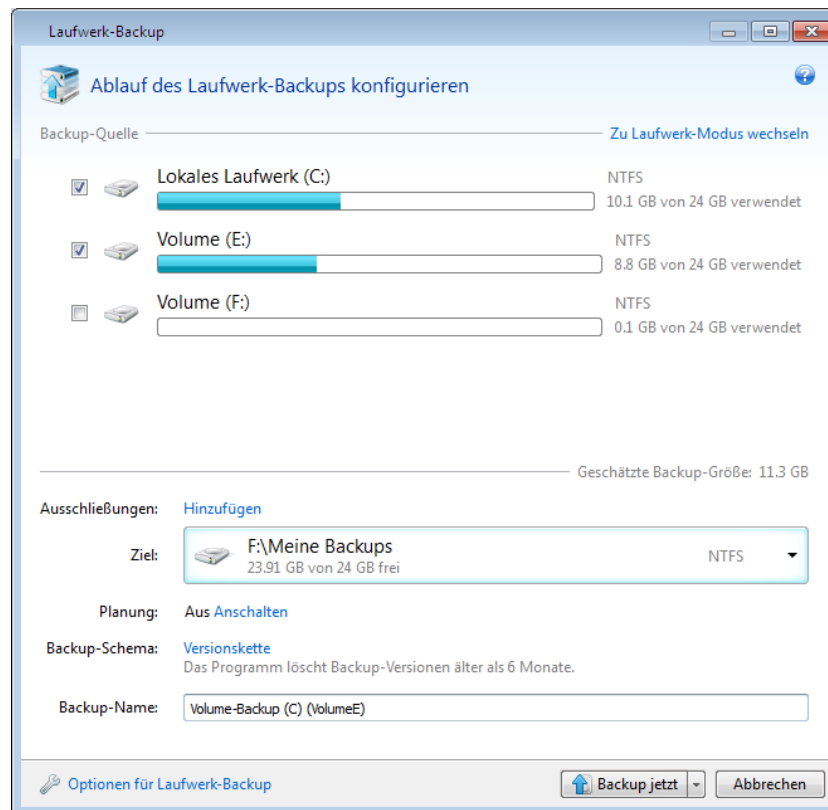 Laufwerk-Backup
Ablauf des Laufwerk-Backups konfigurieren
Backup-Quelle Zu Laufwerk-Modus wechseln
Lokales Laufwerk (C:) NTFS
10.1 GB von 24 GB verwendet
Volume (E:) NTFS
8.8 GB von 24 GB verwendet
Volume (F:) NTFS
0.1 GB von 24 GB verwendet
Geschätzte Backup-Größe: 11.3 GB
Ausschließungen: Hinzufügen
Ziel: F:\Meine Backups NTFS
23.91 GB von 24 GB frei
Planung: Aus Anschalten
Backup-Schema: Versionskette
Das Programm löscht Backup-Versionen älter als 6 Monate.
Backup-Name: Volume-Backup (C) (VolumeE)
Optionen für Laufwerk-Backup Backup jetzt Abbrechen